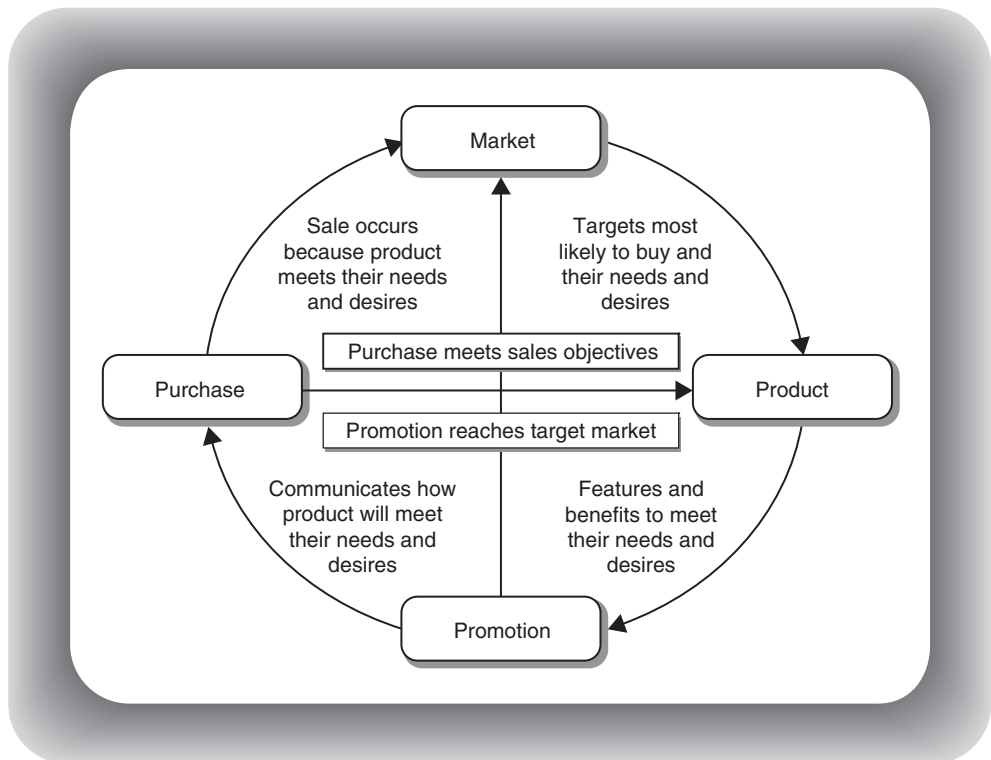 Market
Sale occurs
because product
meets their needs
and desires
Targets most
likely to buy and
their needs and
desires
Purchase meets sales objectives
Purchase
Product
Promotion reaches target market
Communicates how
product will meet
their needs and
desires
Features and
benefits to meet
their needs and
desires
Promotion